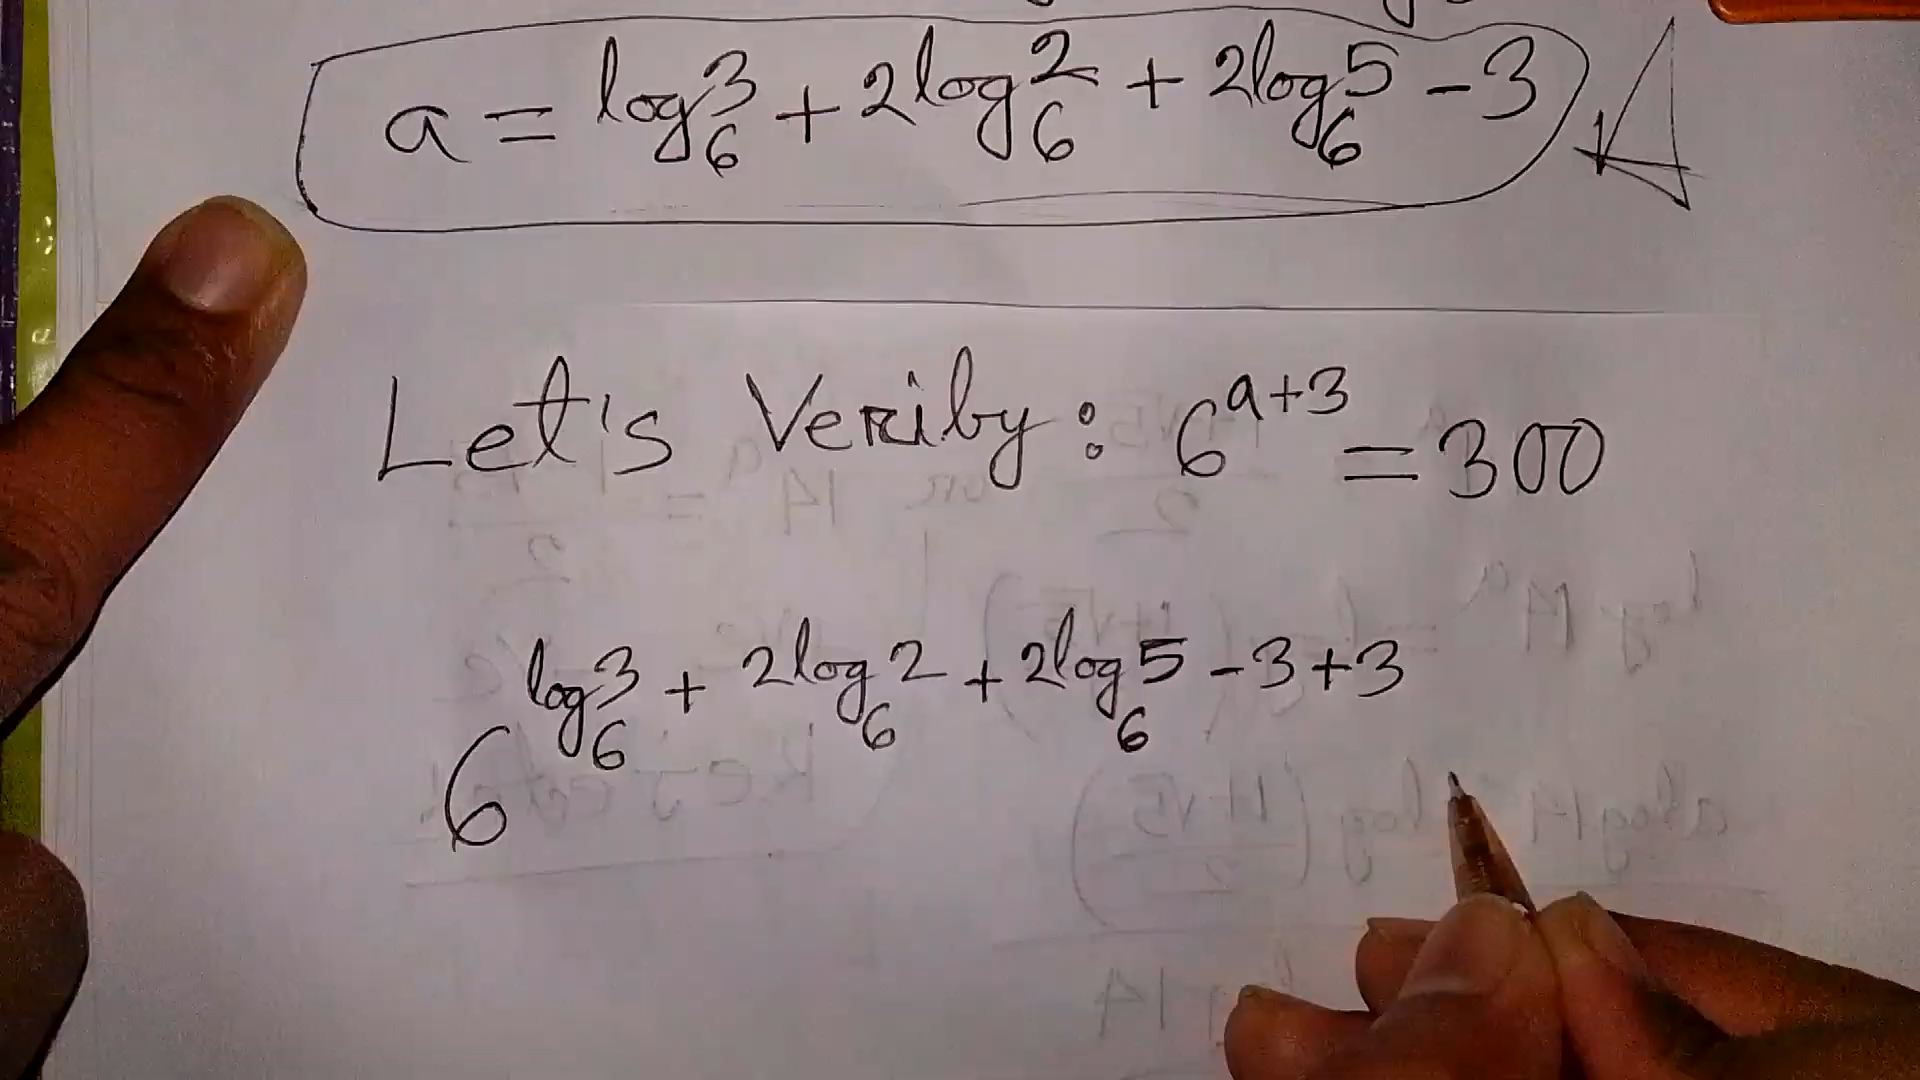 a = log₆3 + 2log₆2 + 2log₆5 - 3
Let's Veriby : 6^(a+3) = 300
6^(log₆3 + 2log₆2 + 2log₆5 - 3 + 3)